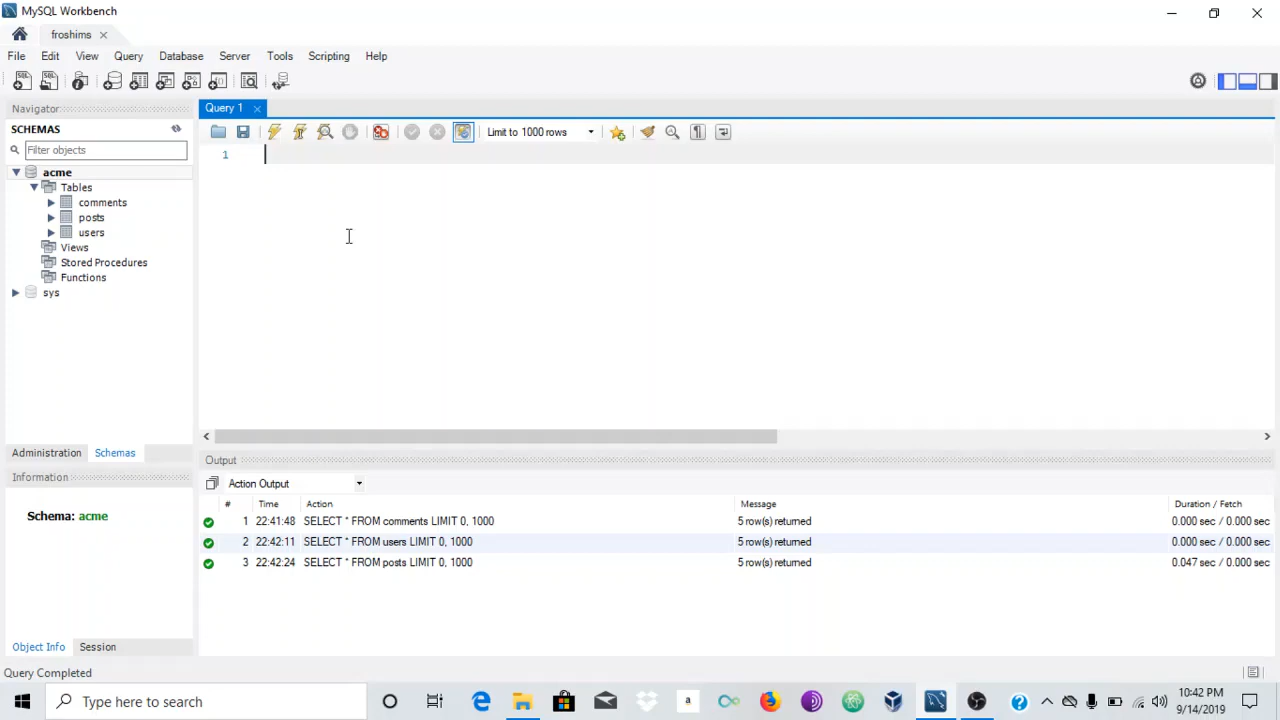 MySQL Workbench
froshims
File Edit View Query Database Server Tools Scripting Help
Navigator
Query 1
SCHEMAS
Limit to 1000 rows
Filter objects
1
acme
Tables
comments
posts
users
Views
Stored Procedures
Functions
sys
Administration Schemas
Output
Information
Action Output
# Time Action Message Duration / Fetch
Schema: acme
1 22:41:48 SELECT * FROM comments LIMIT 0, 1000 5 row(s) returned 0.000 sec / 0.000 sec
2 22:42:11 SELECT * FROM users LIMIT 0, 1000 5 row(s) returned 0.000 sec / 0.000 sec
3 22:42:24 SELECT * FROM posts LIMIT 0, 1000 5 row(s) returned 0.047 sec / 0.000 sec
Object Info Session
Query Completed
Type here to search
10:42 PM
9/14/2019